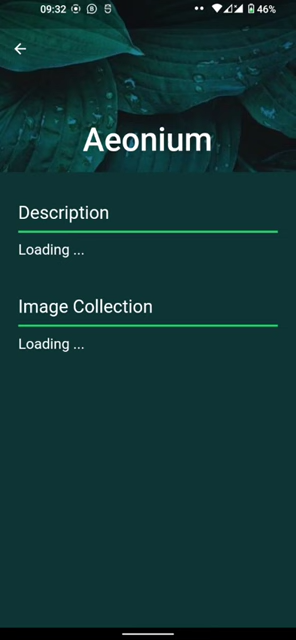 09:32
46%
Aeonium
Description
Loading ...
Image Collection
Loading ...